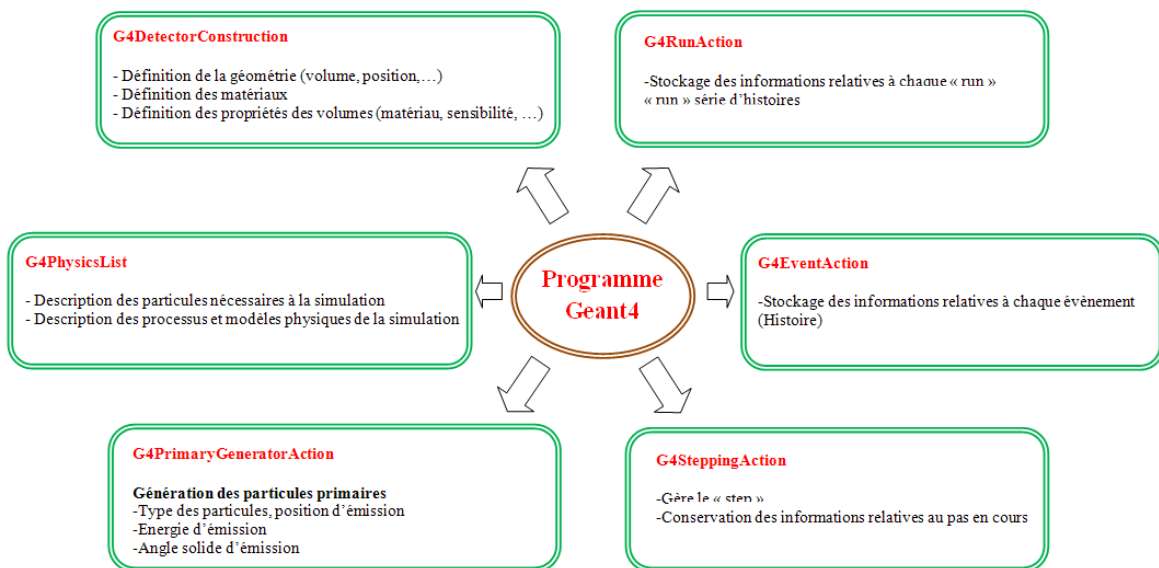 G4DetectorConstruction
- Définition de la géométrie (volume, position,…)
- Définition des matériaux
- Définition des propriétés des volumes (matériau, sensibilité, …)
G4RunAction
-Stockage des informations relatives à chaque « run »
« run » série d’histoires
G4PhysicsList
- Description des particules nécessaires à la simulation
- Description des processus et modèles physiques de la simulation
Programme
Geant4
G4EventAction
-Stockage des informations relatives à chaque évènement
(Histoire)
G4PrimaryGeneratorAction
Génération des particules primaires
-Type des particules, position d’émission
-Energie d’émission
-Angle solide d’émission
G4SteppingAction
-Gère le « step »
-Conservation des informations relatives au pas en cours